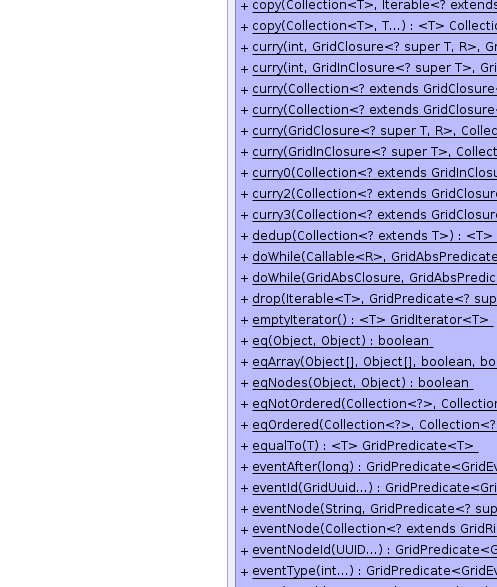 + copy(Collection<T>, Iterable<? extends
+ copy(Collection<T>, T...) : <T> Collecti
+ curry(int, GridClosure<? super T, R>, Gr
+ curry(int, GridInClosure<? super T>, Gri
+ curry(Collection<? extends GridClosure<
+ curry(Collection<? extends GridClosure<
+ curry(GridClosure<? super T, R>, Collec
+ curry(GridInClosure<? super T>, Collect
+ curry0(Collection<? extends GridInClosu
+ curry2(Collection<? extends GridClosur
+ curry3(Collection<? extends GridClosur
+ dedup(Collection<? extends T>) : <T>
+ doWhile(Callable<R>, GridAbsPredicate
+ doWhile(GridAbsClosure, GridAbsPredic
+ drop(Iterable<T>, GridPredicate<? sup
+ emptyIterator() : <T> GridIterator<T>
+ eq(Object, Object) : boolean
+ eqArray(Object[], Object[], boolean, bo
+ eqNodes(Object, Object) : boolean
+ eqNotOrdered(Collection<?>, Collection
+ eqOrdered(Collection<?>, Collection<?
+ equalTo(T) : <T> GridPredicate<T>
+ eventAfter(long) : GridPredicate<GridEv
+ eventId(GridUuid...) : GridPredicate<Gri
+ eventNode(String, GridPredicate<? sup
+ eventNode(Collection<? extends GridRi
+ eventNodeId(UUID...) : GridPredicate<G
+ eventType(int...) : GridPredicate<GridEv